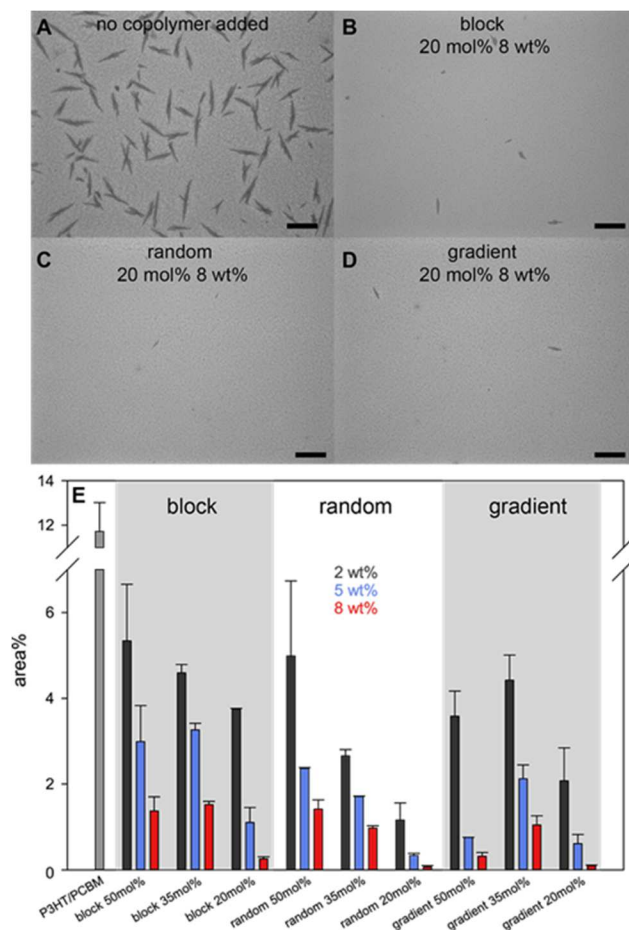 A no copolymer added
B block
20 mol% 8 wt%
C random
20 mol% 8 wt%
D gradient
20 mol% 8 wt%
E
block random gradient
2 wt%
5 wt%
8 wt%
area%
14
12
6
4
2
0
P3HT/PCBM
block 50mol%
block 35mol%
block 20mol%
random 50mol%
random 35mol%
random 20mol%
gradient 50mol%
gradient 35mol%
gradient 20mol%